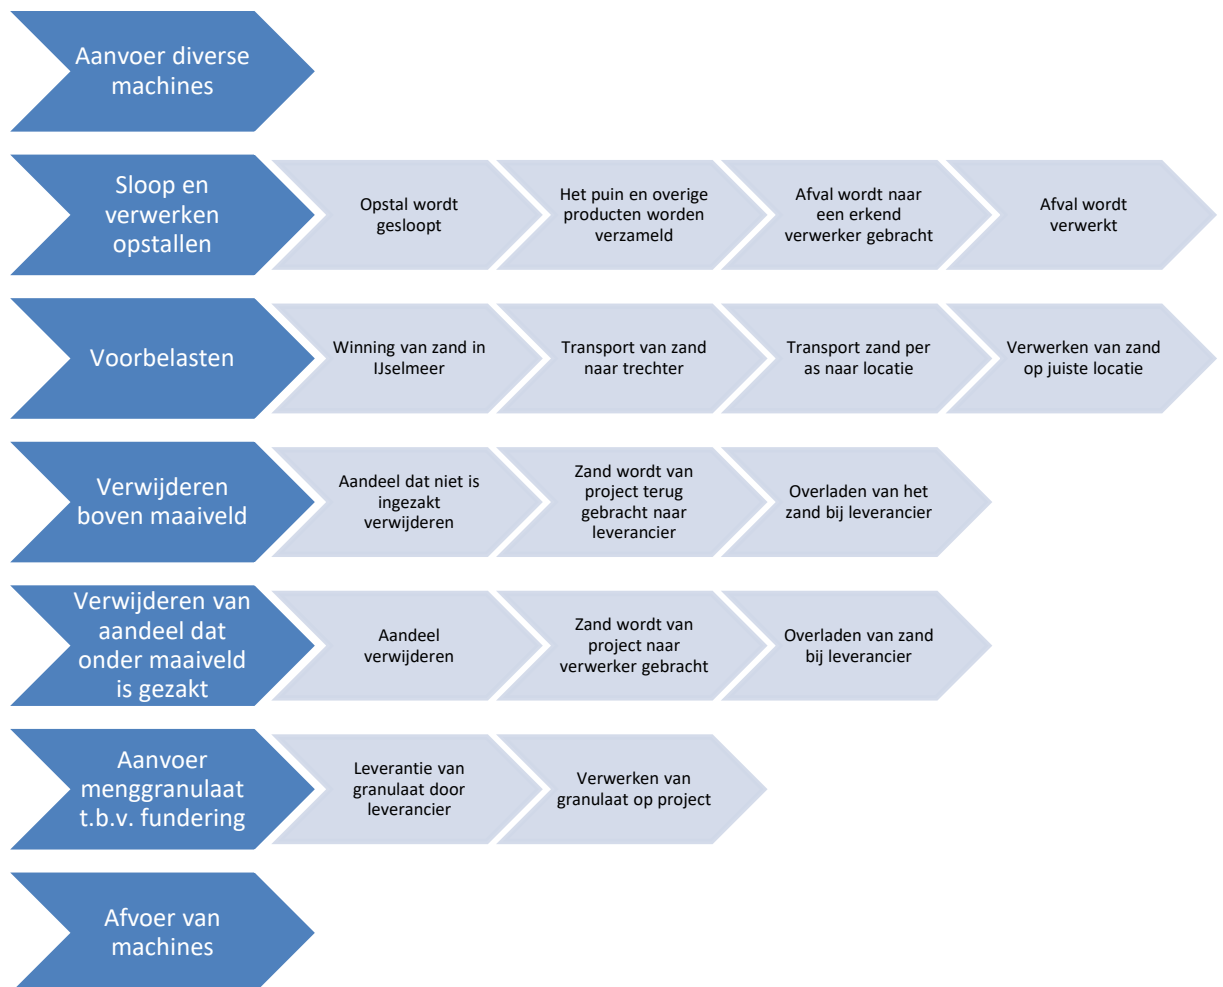 Aanvoer diverse
machines
Sloop en
verwerken
opstallen
Opstal wordt
gesloopt
Het puin en overige
producten worden
verzameld
Afval wordt naar
een erkend
verwerker gebracht
Afval wordt
verwerkt
Voorbelasten
Winning van zand in
IJselmeer
Transport van zand
naar trechter
Transport zand per
as naar locatie
Verwerken van zand
op juiste locatie
Verwijderen
boven maaiveld
Aandeel dat niet is
ingezakt
verwijderen
Zand wordt van
project terug
gebracht naar
leverancier
Overladen van het
zand bij leverancier
Verwijderen van
aandeel dat
onder maaiveld
is gezakt
Aandeel
verwijderen
Zand wordt van
project naar
verwerker gebracht
Overladen van zand
bij leverancier
Aanvoer
menggranulaat
t.b.v. fundering
Leverantie van
granulaat door
leverancier
Verwerken van
granulaat op project
Afvoer van
machines